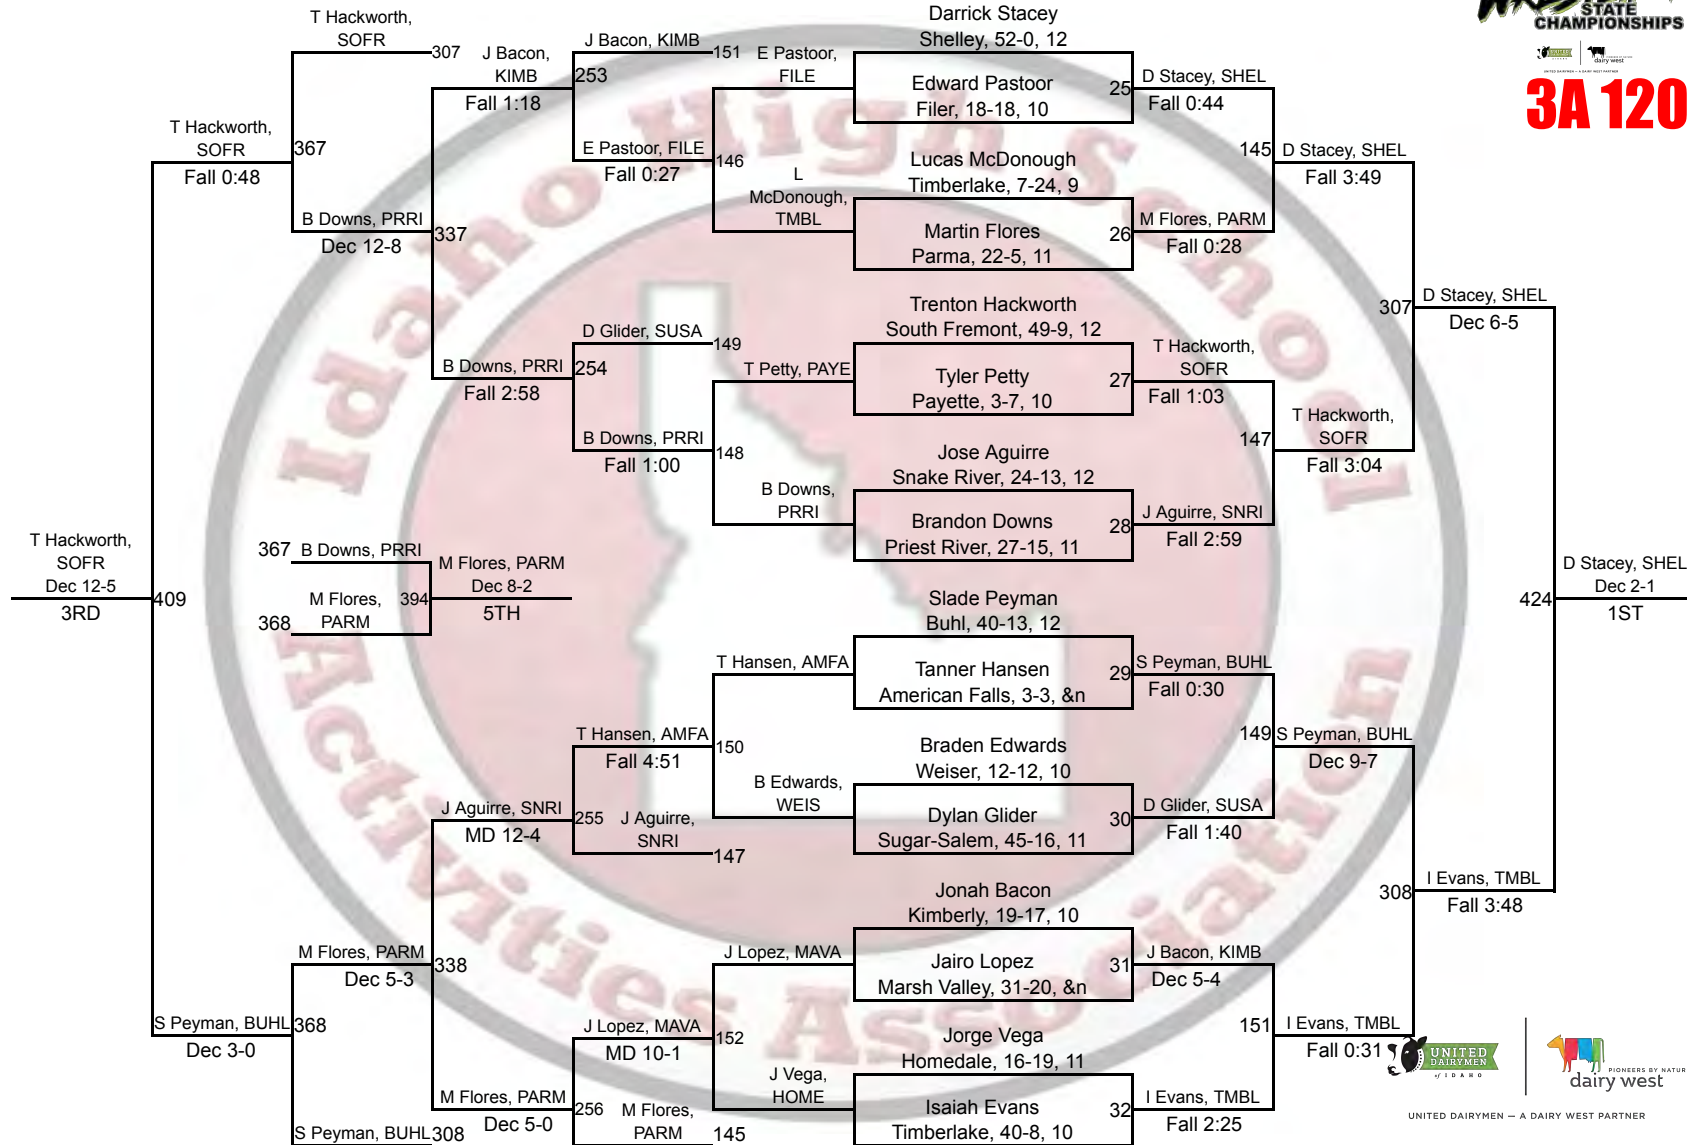 STATE
CHAMPIONSHIPS
dairy west
UNITED DAIRYMEN — A DAIRY WEST PARTNER
3A 120
Idaho High School
Activities Association
Darrick Stacey
Shelley, 52-0, 12
Edward Pastoor
Filer, 18-18, 10
25
Lucas McDonough
Timberlake, 7-24, 9
Martin Flores
Parma, 22-5, 11
26
Trenton Hackworth
South Fremont, 49-9, 12
Tyler Petty
Payette, 3-7, 10
27
Jose Aguirre
Snake River, 24-13, 12
Brandon Downs
Priest River, 27-15, 11
28
Slade Peyman
Buhl, 40-13, 12
Tanner Hansen
American Falls, 3-3, &n
29
Braden Edwards
Weiser, 12-12, 10
Dylan Glider
Sugar-Salem, 45-16, 11
30
Jonah Bacon
Kimberly, 19-17, 10
Jairo Lopez
Marsh Valley, 31-20, &n
31
Jorge Vega
Homedale, 16-19, 11
Isaiah Evans
Timberlake, 40-8, 10
32
D Stacey, SHEL
Fall 0:44
M Flores, PARM
Fall 0:28
T Hackworth,
SOFR
Fall 1:03
J Aguirre, SNRI
Fall 2:59
S Peyman, BUHL
Fall 0:30
D Glider, SUSA
Fall 1:40
J Bacon, KIMB
Dec 5-4
I Evans, TMBL
Fall 2:25
145
D Stacey, SHEL
Fall 3:49
147
T Hackworth,
SOFR
Fall 3:04
149
S Peyman, BUHL
Dec 9-7
151
I Evans, TMBL
Fall 0:31
307
D Stacey, SHEL
Dec 6-5
308
I Evans, TMBL
Fall 3:48
424
D Stacey, SHEL
Dec 2-1
1ST
E Pastoor,
FILE
L
McDonough,
TMBL
T Petty, PAYE
B Downs,
PRRI
T Hansen, AMFA
B Edwards,
WEIS
J Lopez, MAVA
J Vega,
HOME
J Bacon, KIMB
151
E Pastoor, FILE
Fall 0:27
146
D Glider, SUSA
149
B Downs, PRRI
Fall 1:00
148
T Hansen, AMFA
Fall 4:51
150
J Aguirre,
SNRI
147
J Lopez, MAVA
MD 10-1
152
M Flores,
PARM
145
J Bacon,
KIMB
Fall 1:18
253
B Downs, PRRI
Fall 2:58
254
J Aguirre, SNRI
MD 12-4
255
M Flores, PARM
Dec 5-0
256
T Hackworth,
SOFR
307
B Downs, PRRI
Dec 12-8
337
M Flores, PARM
Dec 5-3
338
S Peyman, BUHL
308
T Hackworth,
SOFR
Fall 0:48
367
S Peyman, BUHL
Dec 3-0
368
T Hackworth,
SOFR
Dec 12-5
3RD
409
367
B Downs, PRRI
368
M Flores,
PARM
394
M Flores, PARM
Dec 8-2
5TH
UNITED
DAIRYMEN
of IDAHO
PIONEERS BY NATUR
dairy west
UNITED DAIRYMEN — A DAIRY WEST PARTNER